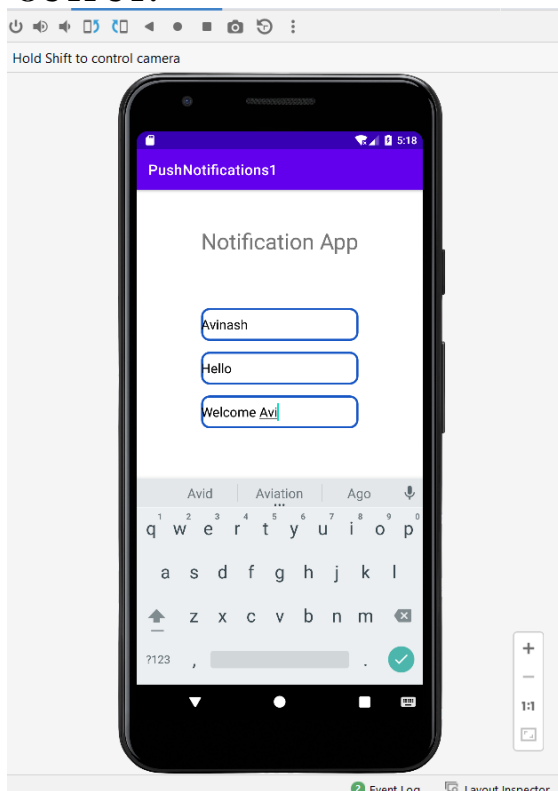 Hold Shift to control camera
5:18
PushNotifications1
Notification App
Avinash
Hello
Welcome Avi
Avid Aviation Ago
1 2 3 4 5 6 7 8 9 0
q w e r t y u i o p
a s d f g h j k l
z x c v b n m
?123 , .
1:1
2 Event Log Layout Inspector